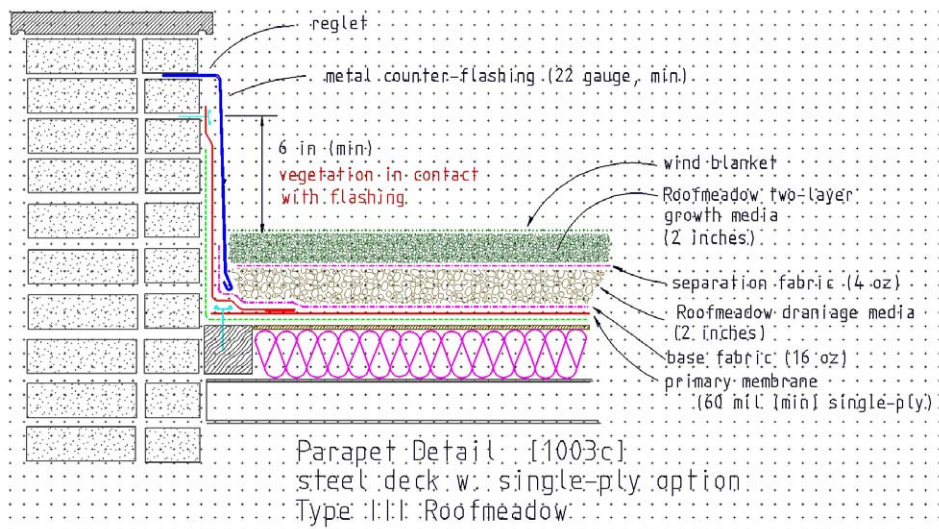 reglet
metal counter-flashing (22 gauge, min.)
6 in (min)
vegetation in contact
with flashing
wind blanket
Roofmeadow two-layer
growth media
(2 inches)
separation fabric (4 oz)
Roofmeadow draniage media
(2 inches)
base fabric (16 oz)
primary membrane
(60 mil (min) single-ply)
Parapet Detail [1003c]
steel deck w. single-ply option
Type III Roofmeadow